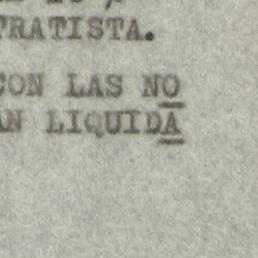 TRATISTA.
CON LAS NO
AN LIQUIDA